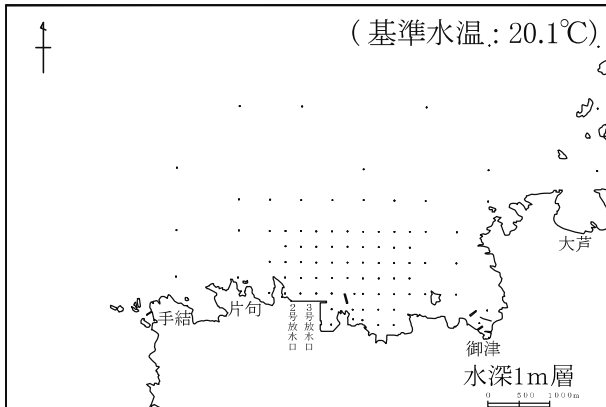 (基準水温:20.1℃)
大芦
手結
片句
2号放水口
3号放水口
御津
水深1m層
0 500 1000m